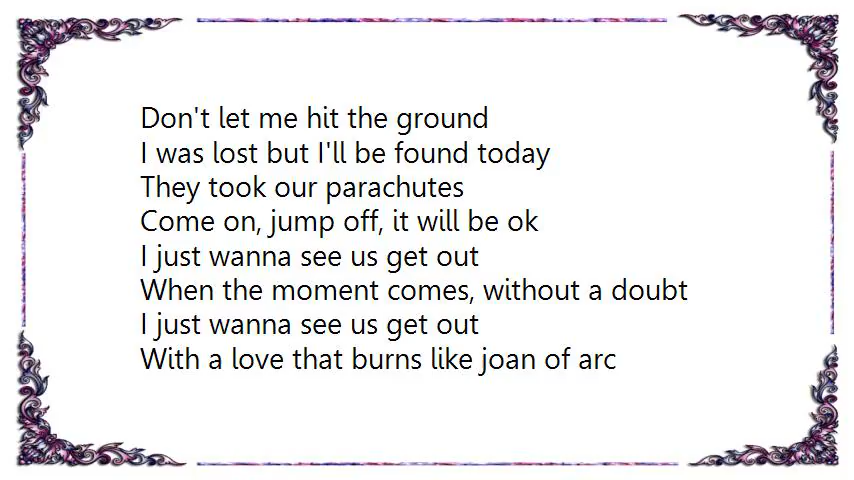 Don't let me hit the ground
I was lost but I'll be found today
They took our parachutes
Come on, jump off, it will be ok
I just wanna see us get out
When the moment comes, without a doubt
I just wanna see us get out
With a love that burns like joan of arc